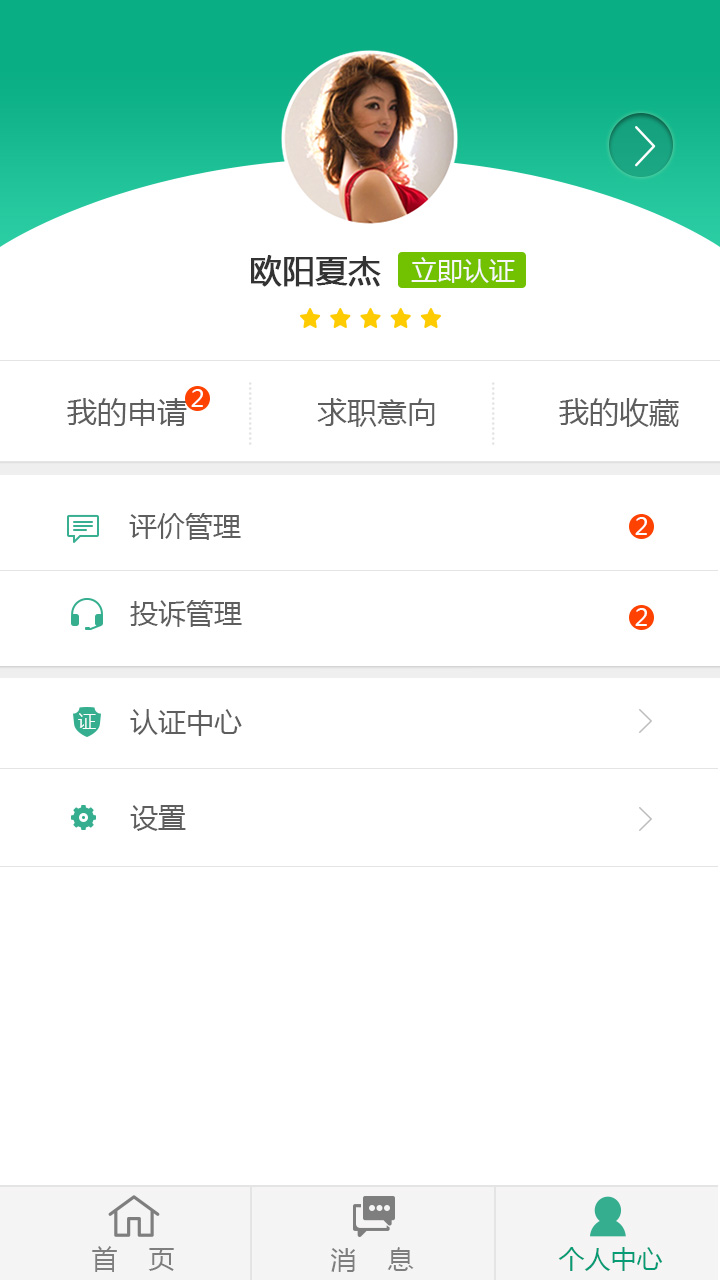 欧阳夏杰 立即认证
我的申请 2 求职意向 我的收藏
评价管理 2
投诉管理 2
证 认证中心
设置
首 页 消 息 个人中心